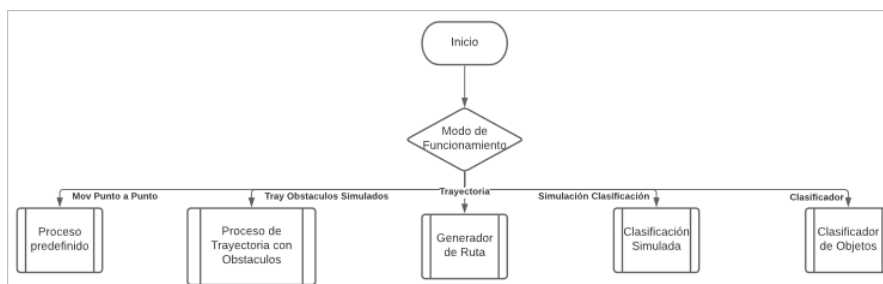 Inicio
Modo de
Funcionamiento
Mov Punto a Punto
Tray Obstaculos Simulados
Trayectoria
Simulación Clasificación
Clasificador
Proceso
predefinido
Proceso de
Trayectoria con
Obstaculos
Generador
de Ruta
Clasificación
Simulada
Clasificador
de Objetos